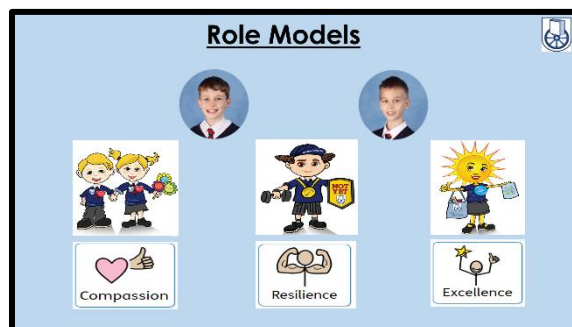 Role Models
NOT
YET
Compassion
Resilience
Excellence